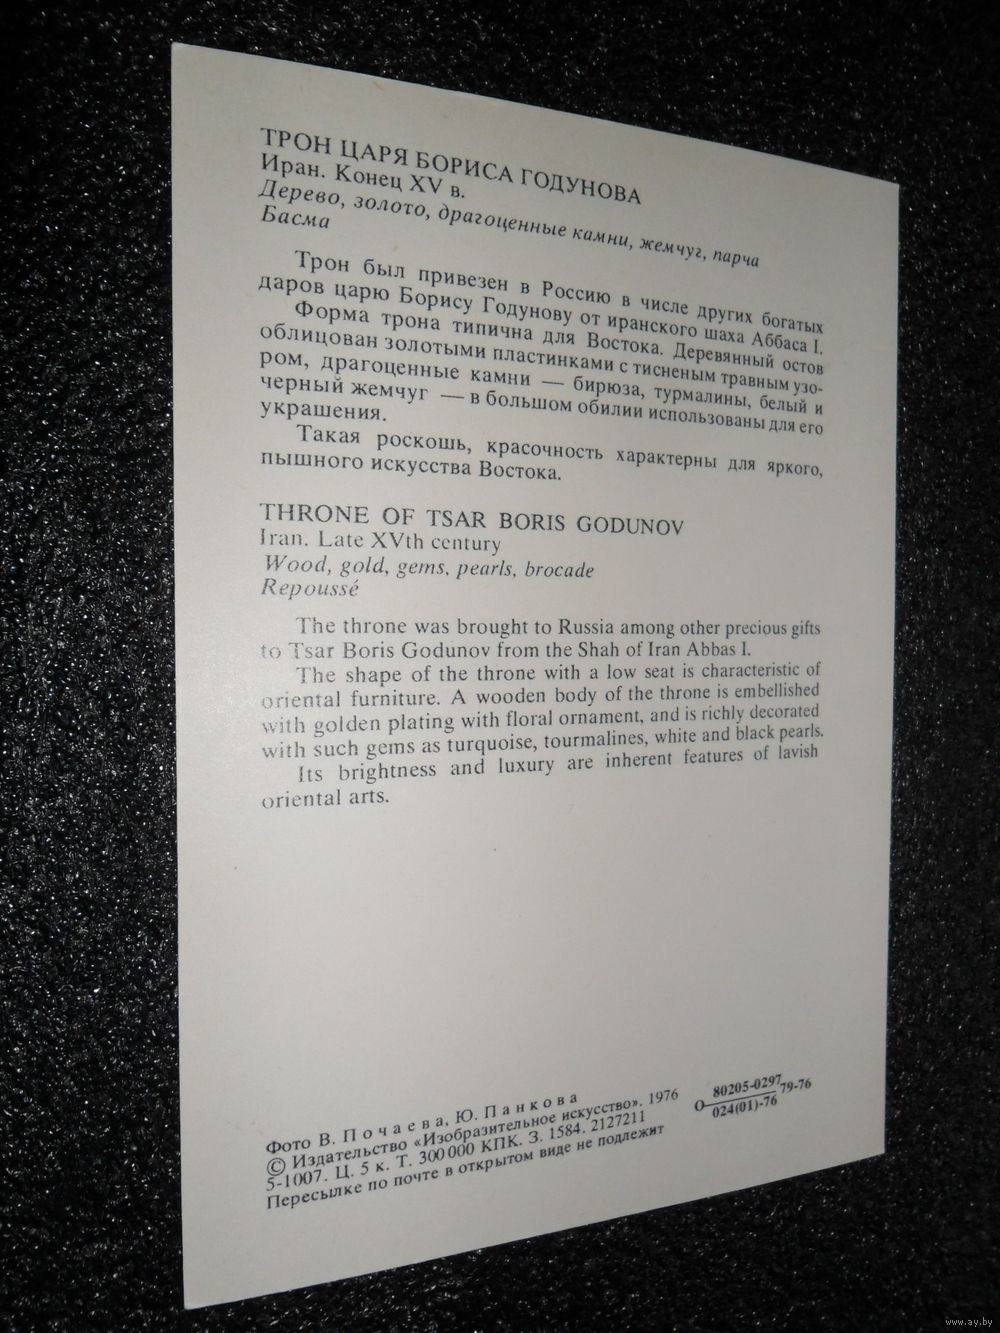 ТРОН ЦАРЯ БОРИСА ГОДУНОВА
Иран. Конец XV в.
Дерево, золото, драгоценные камни, жемчуг, парча
Басма
Трон был привезен в Россию в числе других богатых
даров царю Борису Годунову от иранского шаха Аббаса I.
Форма трона типична для Востока. Деревянный остов
облицован золотыми пластинками с тисненым травным узо-
ром, драгоценные камни — бирюза, турмалины, белый и
черный жемчуг — в большом обилии использованы для его
украшения.
Такая роскошь, красочность характерны для яркого,
пышного искусства Востока.
THRONE OF TSAR BORIS GODUNOV
Iran. Late XVth century
Wood, gold, gems, pearls, brocade
Repoussé
The throne was brought to Russia among other precious gifts
to Tsar Boris Godunov from the Shah of Iran Abbas I.
The shape of the throne with a low seat is characteristic of
oriental furniture. A wooden body of the throne is embellished
with golden plating with floral ornament, and is richly decorated
with such gems as turquoise, tourmalines, white and black pearls.
Its brightness and luxury are inherent features of lavish
oriental arts.
Фото В. Почаева, Ю. Панкова
© Издательство «Изобразительное искусство». 1976
5-1007. Ц. 5 к. Т. 300 000 КПК. З. 1584. 2127211
Пересылке по почте в открытом виде не подлежит
О 80205-0297 79-76
024(01)-76
www.ay.by